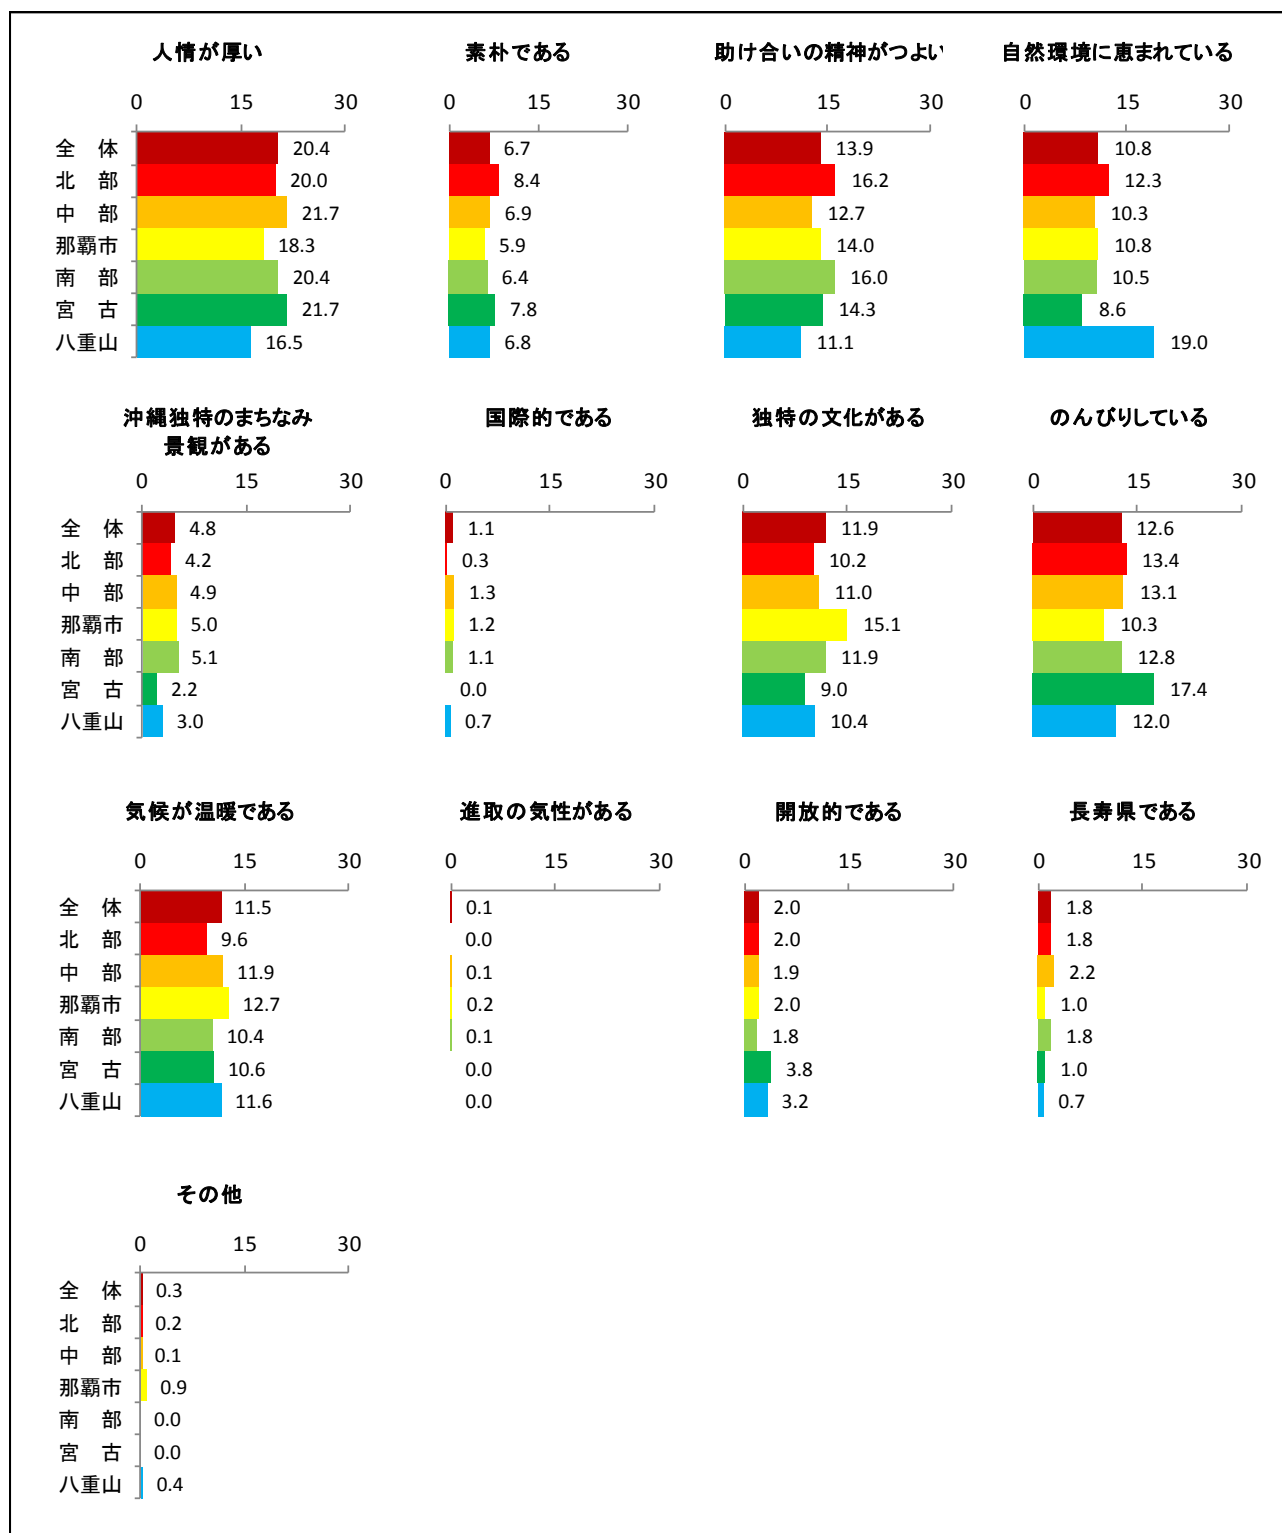 人情が厚い
0 15 30
全 体 20.4
北 部 20.0
中 部 21.7
那覇市 18.3
南 部 20.4
宮 古 21.7
八重山 16.5
素朴である
0 15 30
6.7
8.4
6.9
5.9
6.4
7.8
6.8
助け合いの精神がつよい
0 15 30
13.9
16.2
12.7
14.0
16.0
14.3
11.1
自然環境に恵まれている
0 15 30
10.8
12.3
10.3
10.8
10.5
8.6
19.0
沖縄独特のまちなみ
景観がある
0 15 30
全 体 4.8
北 部 4.2
中 部 4.9
那覇市 5.0
南 部 5.1
宮 古 2.2
八重山 3.0
国際的である
0 15 30
1.1
0.3
1.3
1.2
1.1
0.0
0.7
独特の文化がある
0 15 30
11.9
10.2
11.0
15.1
11.9
9.0
10.4
のんびりしている
0 15 30
12.6
13.4
13.1
10.3
12.8
17.4
12.0
気候が温暖である
0 15 30
全 体 11.5
北 部 9.6
中 部 11.9
那覇市 12.7
南 部 10.4
宮 古 10.6
八重山 11.6
進取の気性がある
0 15 30
0.1
0.0
0.1
0.2
0.1
0.0
0.0
開放的である
0 15 30
2.0
2.0
1.9
2.0
1.8
3.8
3.2
長寿県である
0 15 30
1.8
1.8
2.2
1.0
1.8
1.0
0.7
その他
0 15 30
全 体 0.3
北 部 0.2
中 部 0.1
那覇市 0.9
南 部 0.0
宮 古 0.0
八重山 0.4